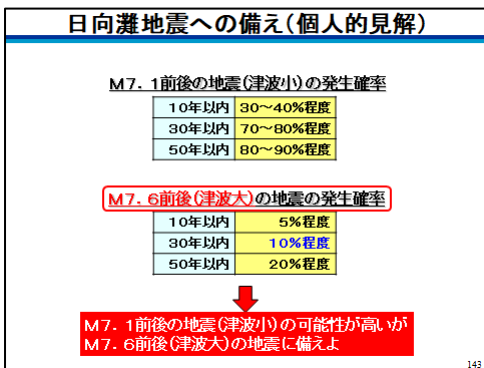 日向灘地震への備え(個人的見解)
M7.1前後の地震(津波小)の発生確率
10年以内 30~40%程度
30年以内 70~80%程度
50年以内 80~90%程度
M7.6前後(津波大)の地震の発生確率
10年以内 5%程度
30年以内 10%程度
50年以内 20%程度
M7.1前後の地震(津波小)の可能性が高いが
M7.6前後(津波大)の地震に備えよ
143